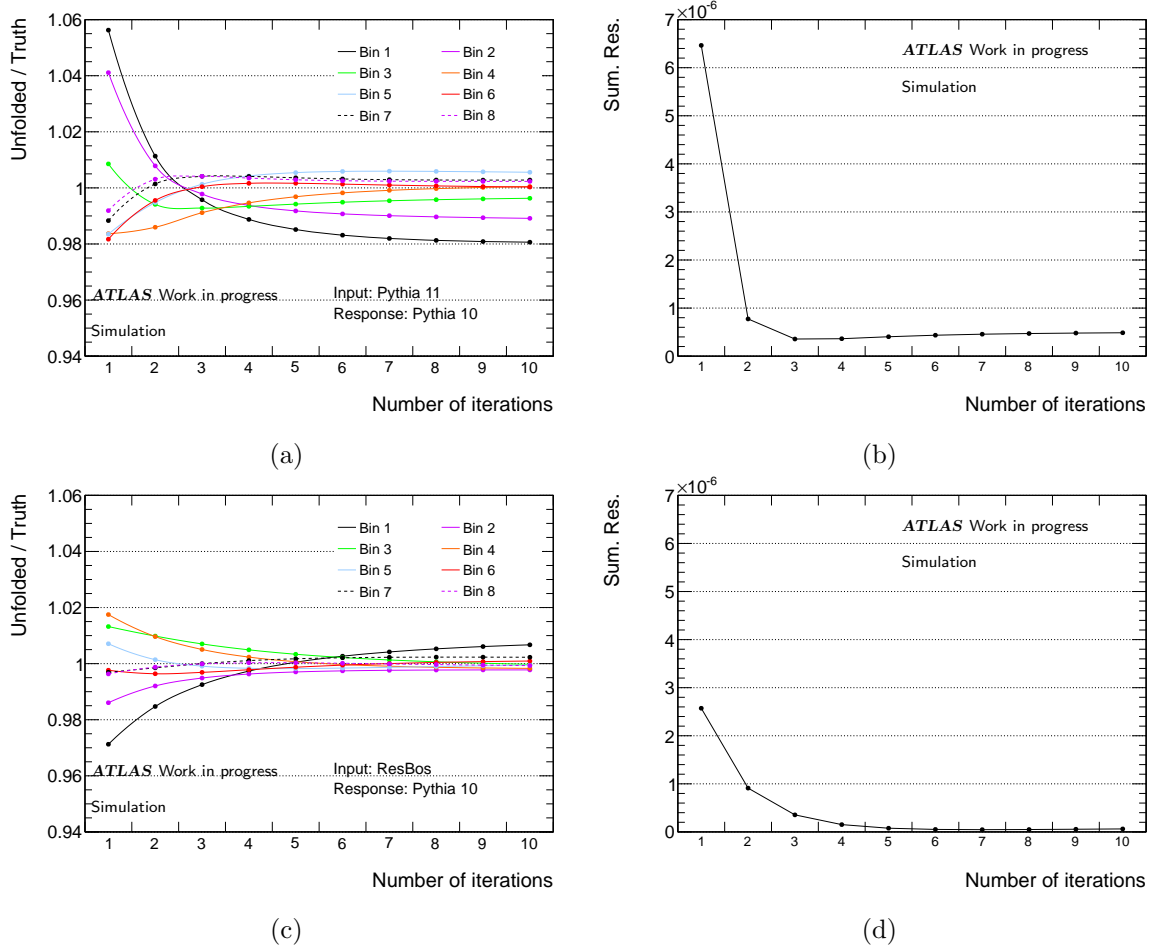 Unfolded / Truth
1.06
1.04
1.02
1
0.98
0.96
0.94
Bin 1
Bin 2
Bin 3
Bin 4
Bin 5
Bin 6
Bin 7
Bin 8
ATLAS Work in progress
Simulation
Input: Pythia 11
Response: Pythia 10
1 2 3 4 5 6 7 8 9 10
Number of iterations
(a)
Sum. Res.
×10-6
7
6
5
4
3
2
1
0
ATLAS Work in progress
Simulation
1 2 3 4 5 6 7 8 9 10
Number of iterations
(b)
Unfolded / Truth
1.06
1.04
1.02
1
0.98
0.96
0.94
Bin 1
Bin 2
Bin 3
Bin 4
Bin 5
Bin 6
Bin 7
Bin 8
ATLAS Work in progress
Simulation
Input: ResBos
Response: Pythia 10
1 2 3 4 5 6 7 8 9 10
Number of iterations
(c)
Sum. Res.
×10-6
7
6
5
4
3
2
1
0
ATLAS Work in progress
Simulation
1 2 3 4 5 6 7 8 9 10
Number of iterations
(d)